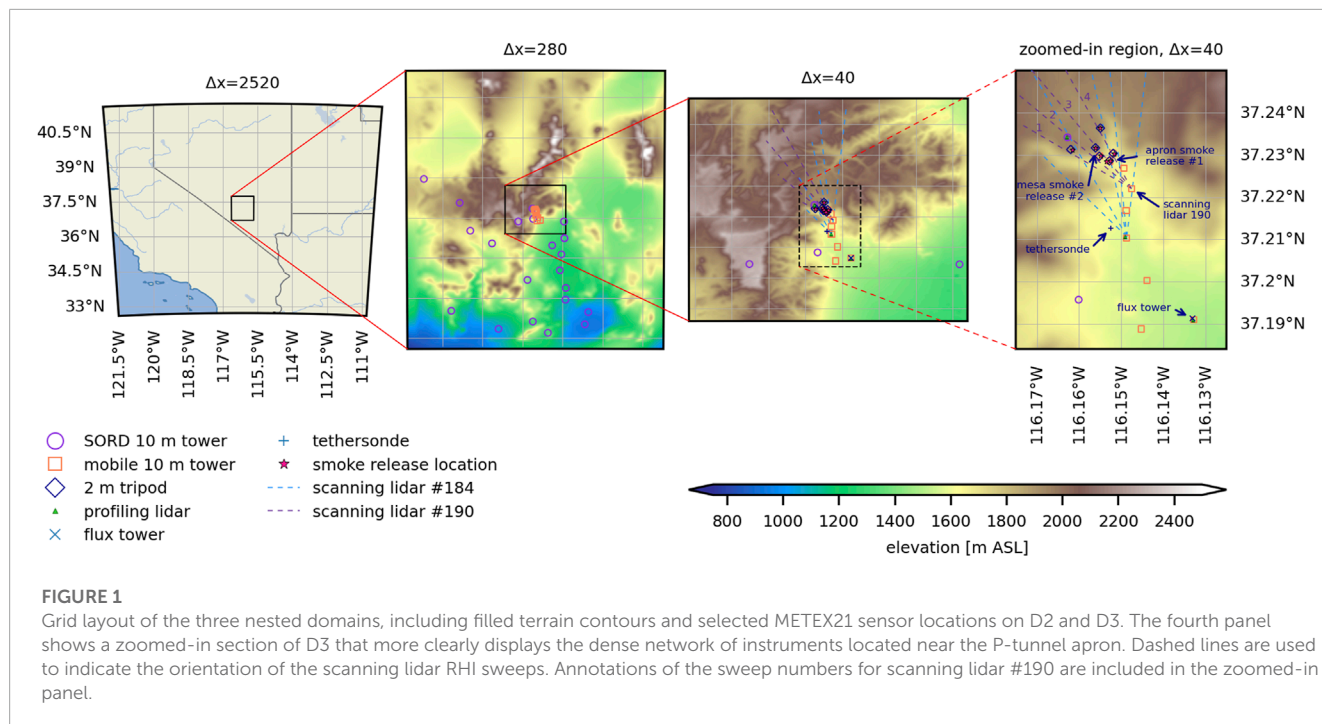 Δx=2520
Δx=280
Δx=40
zoomed-in region, Δx=40
40.5°N
39°N
37.5°N
36°N
34.5°N
33°N
121.5°W
120°W
118.5°W
117°W
115.5°W
114°W
112.5°W
111°W
1
2
3
4
apron smoke
release #1
mesa smoke
release #2
scanning
lidar 190
tethersonde
flux tower
37.24°N
37.23°N
37.22°N
37.21°N
37.2°N
37.19°N
116.17°W
116.16°W
116.15°W
116.14°W
116.13°W
SORD 10 m tower
mobile 10 m tower
2 m tripod
profiling lidar
flux tower
tethersonde
smoke release location
scanning lidar #184
scanning lidar #190
800 1000 1200 1400 1600 1800 2000 2200 2400
elevation [m ASL]
FIGURE 1
Grid layout of the three nested domains, including filled terrain contours and selected METEX21 sensor locations on D2 and D3. The fourth panel
shows a zoomed-in section of D3 that more clearly displays the dense network of instruments located near the P-tunnel apron. Dashed lines are used
to indicate the orientation of the scanning lidar RHI sweeps. Annotations of the sweep numbers for scanning lidar #190 are included in the zoomed-in
panel.